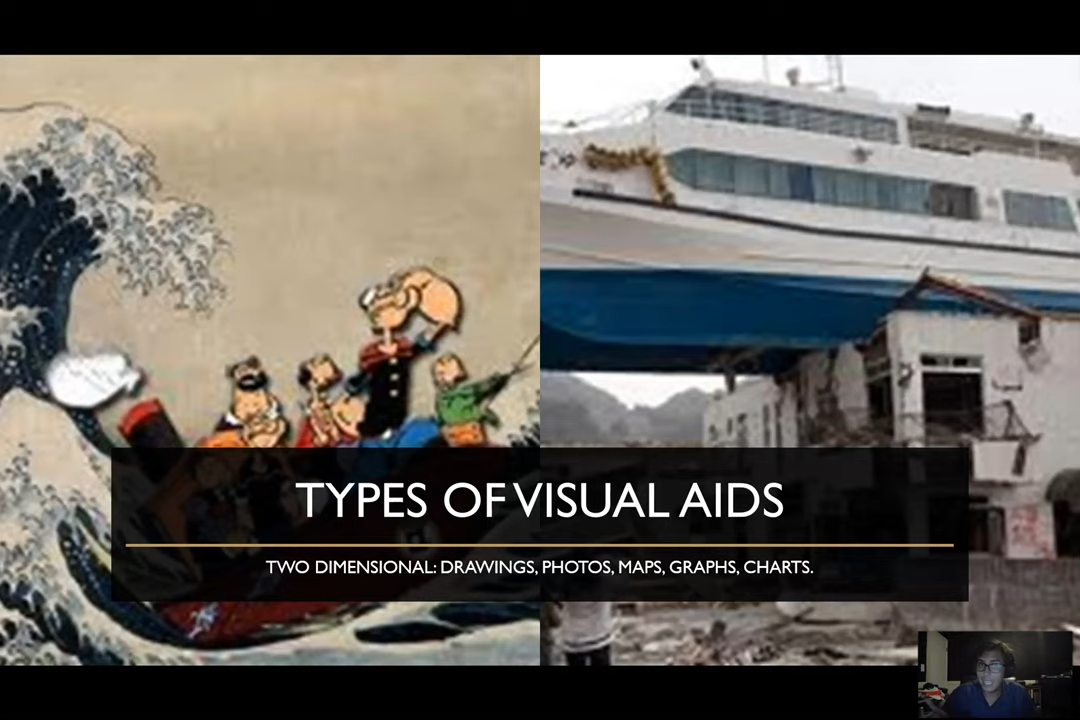 TYPES OF VISUAL AIDS
TWO DIMENSIONAL: DRAWINGS, PHOTOS, MAPS, GRAPHS, CHARTS.